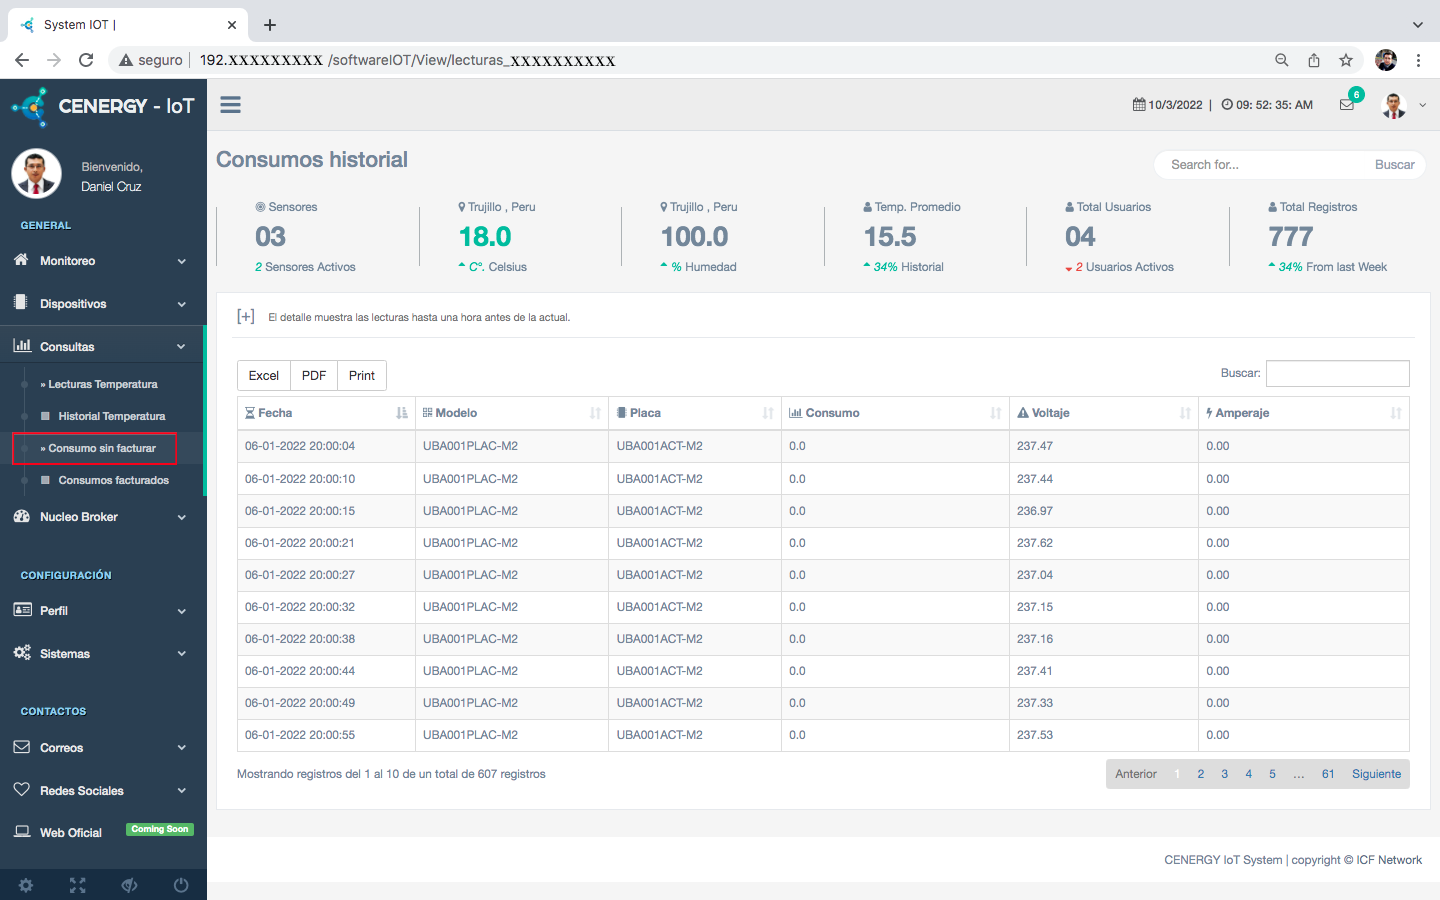 System IOT |
seguro | 192.XXXXXXXXX /softwareIOT/View/lecturas_XXXXXXXXXX
CENERGY - IoT
Bienvenido,
Daniel Cruz
GENERAL
Monitoreo
Dispositivos
Consultas
» Lecturas Temperatura
Historial Temperatura
» Consumo sin facturar
Consumos facturados
Nucleo Broker
CONFIGURACIÓN
Perfil
Sistemas
CONTACTOS
Correos
Redes Sociales
Web Oficial Coming Soon
10/3/2022 | 09: 52: 35: AM 6
Consumos historial
Search for... Buscar
Sensores
03
2 Sensores Activos
Trujillo , Peru
18.0
C°. Celsius
Trujillo , Peru
100.0
% Humedad
Temp. Promedio
15.5
34% Historial
Total Usuarios
04
2 Usuarios Activos
Total Registros
777
34% From last Week
[+] El detalle muestra las lecturas hasta una hora antes de la actual.
Excel PDF Print Buscar:
Fecha Modelo Placa Consumo Voltaje Amperaje
06-01-2022 20:00:04 UBA001PLAC-M2 UBA001ACT-M2 0.0 237.47 0.00
06-01-2022 20:00:10 UBA001PLAC-M2 UBA001ACT-M2 0.0 237.44 0.00
06-01-2022 20:00:15 UBA001PLAC-M2 UBA001ACT-M2 0.0 236.97 0.00
06-01-2022 20:00:21 UBA001PLAC-M2 UBA001ACT-M2 0.0 237.62 0.00
06-01-2022 20:00:27 UBA001PLAC-M2 UBA001ACT-M2 0.0 237.04 0.00
06-01-2022 20:00:32 UBA001PLAC-M2 UBA001ACT-M2 0.0 237.15 0.00
06-01-2022 20:00:38 UBA001PLAC-M2 UBA001ACT-M2 0.0 237.16 0.00
06-01-2022 20:00:44 UBA001PLAC-M2 UBA001ACT-M2 0.0 237.41 0.00
06-01-2022 20:00:49 UBA001PLAC-M2 UBA001ACT-M2 0.0 237.33 0.00
06-01-2022 20:00:55 UBA001PLAC-M2 UBA001ACT-M2 0.0 237.53 0.00
Mostrando registros del 1 al 10 de un total de 607 registros
Anterior 1 2 3 4 5 ... 61 Siguiente
CENERGY IoT System | copyright © ICF Network